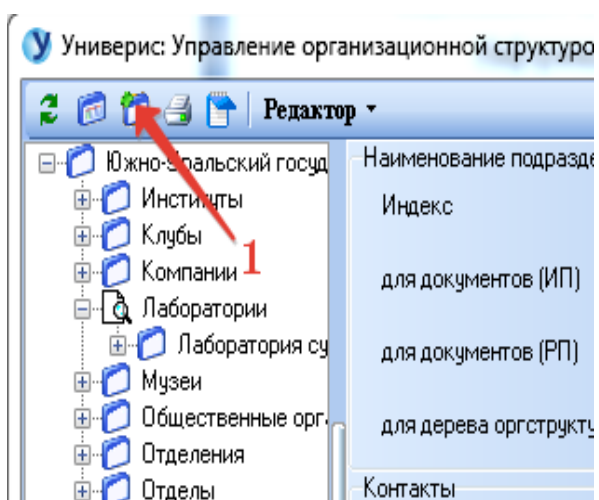 Универис: Управление организационной структуро
Редактор
Южно-Уральский госуд
Институты
Клубы
Компании
1
Лаборатории
Лаборатория су
Музеи
Общественные орг.
Отделения
Отделы
Наименование подразде
Индекс
для документов (ИП)
для документов (РП)
для дерева оргструкту
Контакты